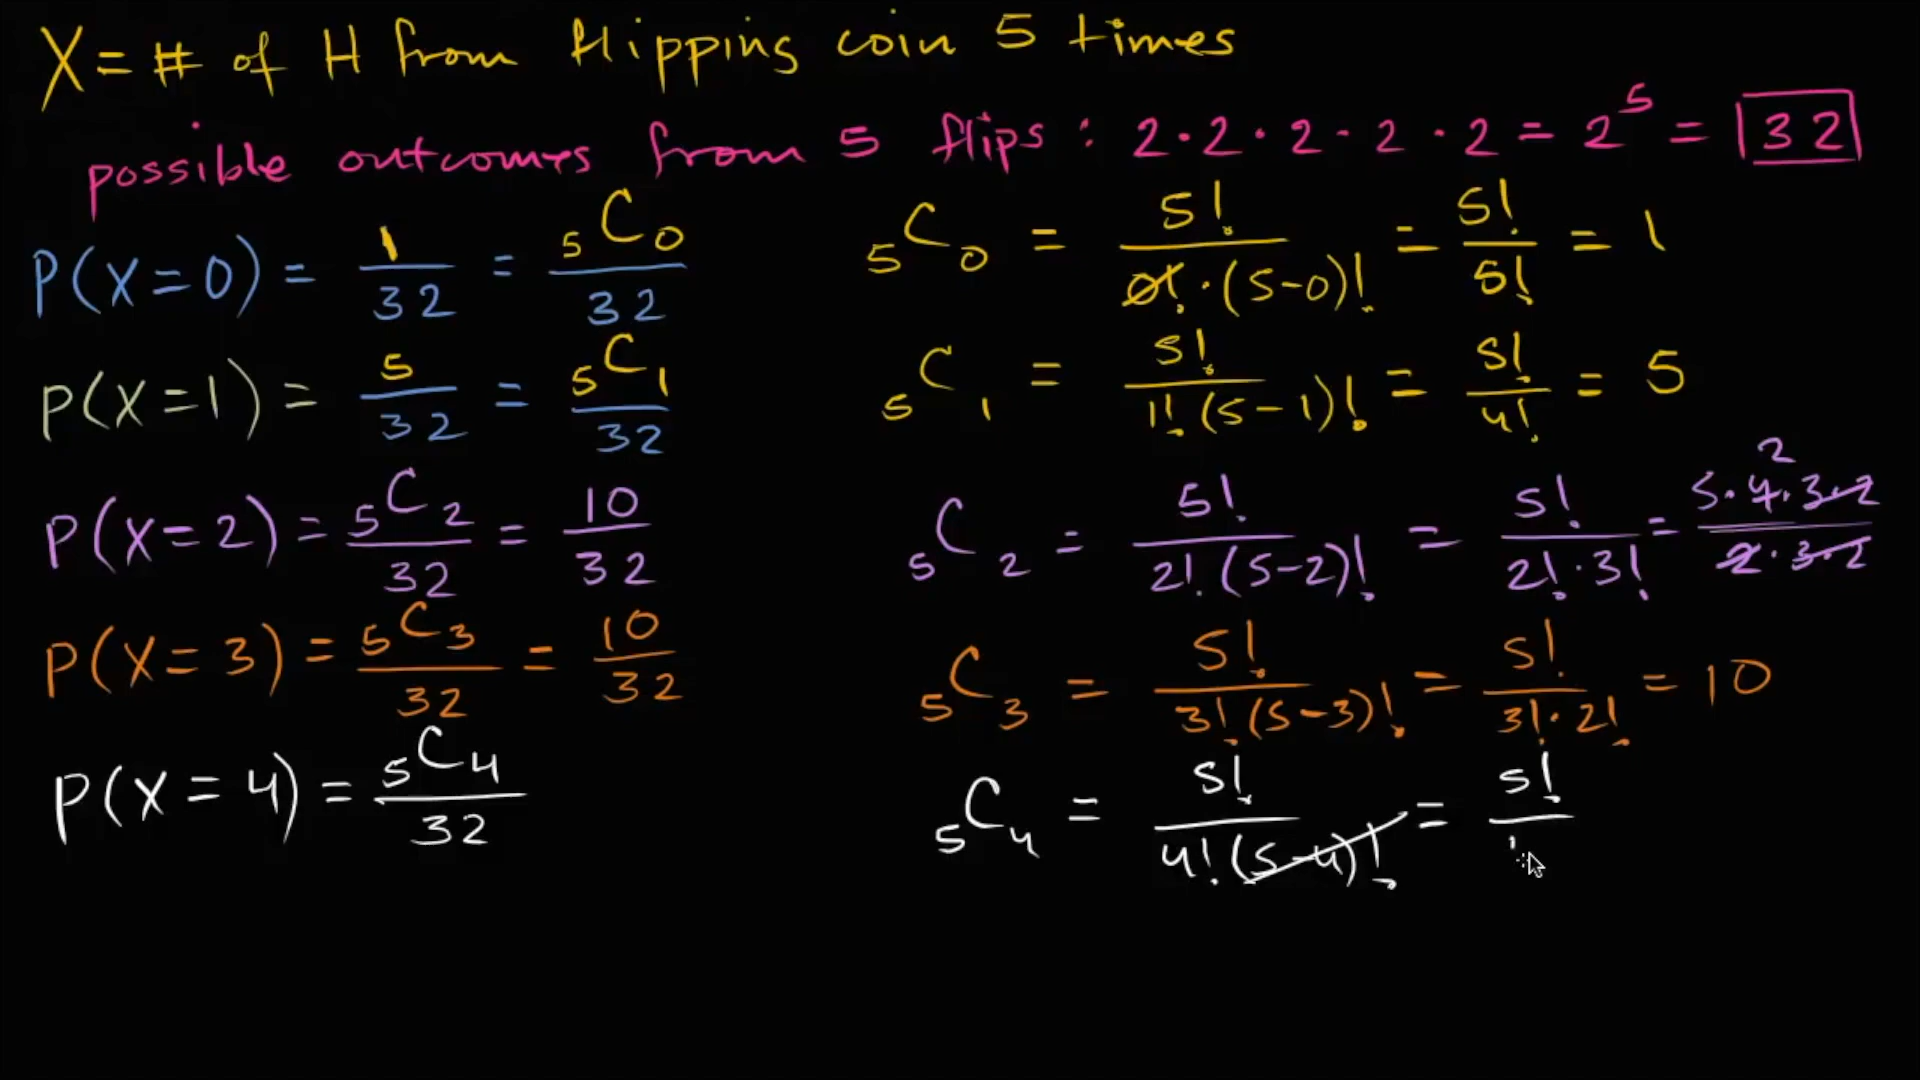 X = # of H from flipping coin 5 times
possible outcomes from 5 flips : 2·2·2·2·2 = 2⁵ = 32
P(X=0) = 1/32 = ₅C₀/32
₅C₀ = 5!/(0!·(5-0)!) = 5!/5! = 1
P(X=1) = 5/32 = ₅C₁/32
₅C₁ = 5!/(1!(5-1)!) = 5!/4! = 5
P(X=2) = ₅C₂/32 = 10/32
₅C₂ = 5!/(2!(5-2)!) = 5!/(2!·3!) = 2 5·4·3·2/(2·3·2)
P(X=3) = ₅C₃/32 = 10/32
₅C₃ = 5!/(3!(5-3)!) = 5!/(3!·2!) = 10
P(X=4) = ₅C₄/32
₅C₄ = 5!/(4!(5-4)!) = 5!/